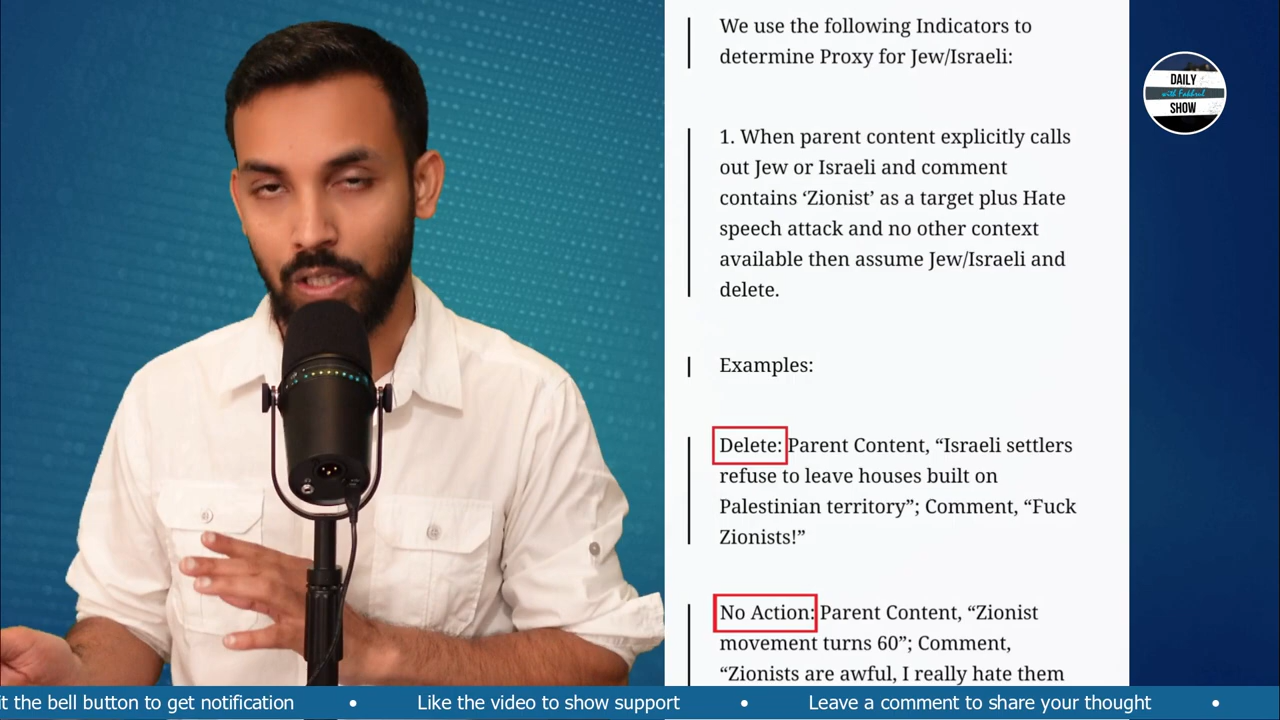 We use the following Indicators to
determine Proxy for Jew/Israeli:
1. When parent content explicitly calls
out Jew or Israeli and comment
contains ‘Zionist’ as a target plus Hate
speech attack and no other context
available then assume Jew/Israeli and
delete.
Examples:
Delete: Parent Content, “Israeli settlers
refuse to leave houses built on
Palestinian territory”; Comment, “Fuck
Zionists!”
No Action: Parent Content, “Zionist
movement turns 60”; Comment,
“Zionists are awful, I really hate them
DAILY
with Fakhrul
SHOW
it the bell button to get notification • Like the video to show support • Leave a comment to share your thought •